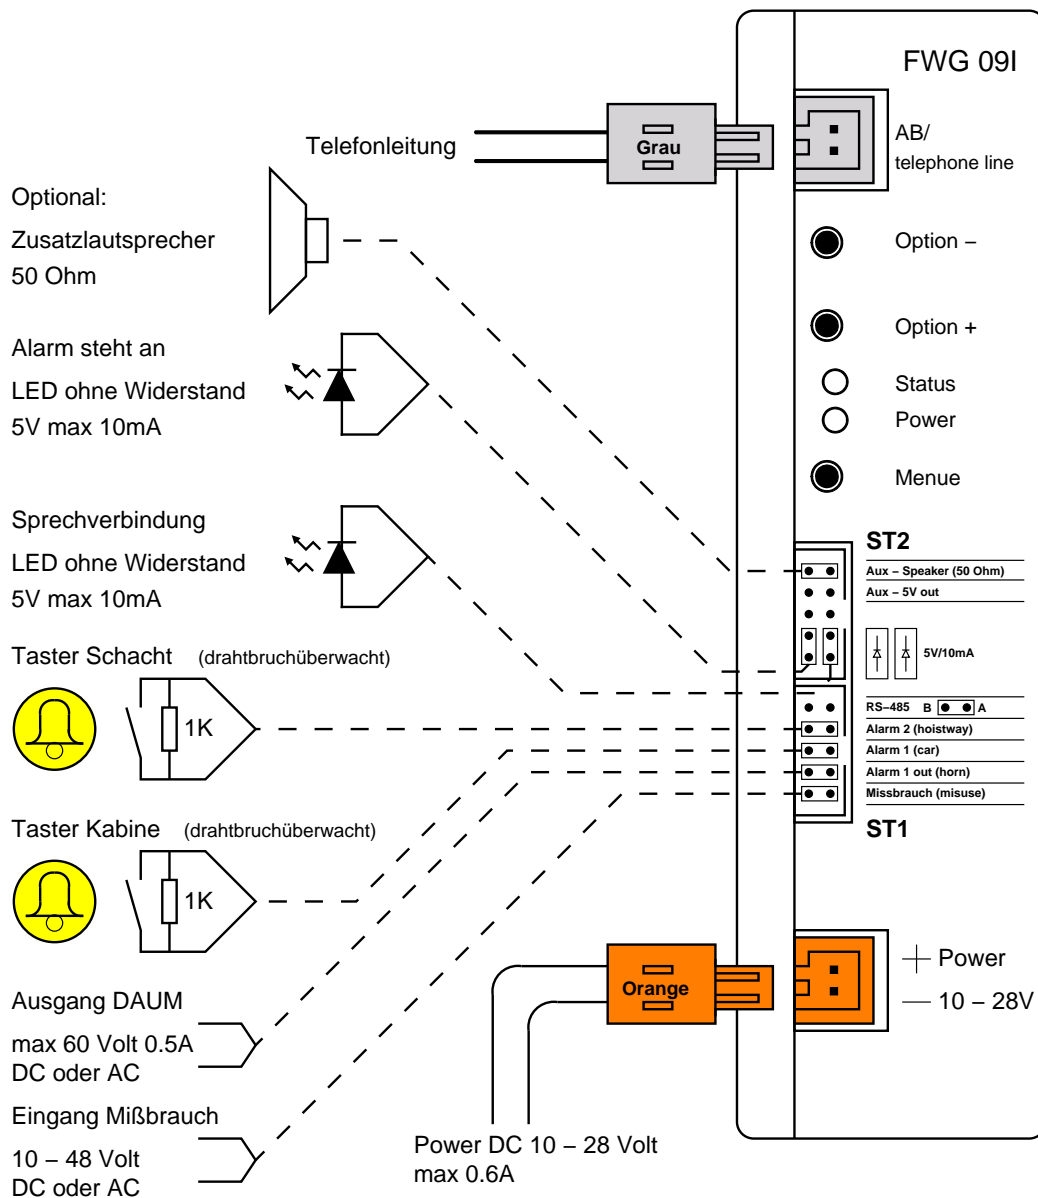 FWG 09I
Telefonleitung
Grau
AB/
telephone line
Optional:
Zusatzlautsprecher
50 Ohm
Option –
Alarm steht an
LED ohne Widerstand
5V max 10mA
Option +
Status
Power
Menue
Sprechverbindung
LED ohne Widerstand
5V max 10mA
ST2
Aux – Speaker (50 Ohm)
Aux – 5V out
5V/10mA
Taster Schacht (drahtbruchüberwacht)
1K
RS–485 B A
Alarm 2 (hoistway)
Alarm 1 (car)
Alarm 1 out (horn)
Missbrauch (misuse)
ST1
Taster Kabine (drahtbruchüberwacht)
1K
Orange
+ Power
— 10 – 28V
Ausgang DAUM
max 60 Volt 0.5A
DC oder AC
Eingang Mißbrauch
10 – 48 Volt
DC oder AC
Power DC 10 – 28 Volt
max 0.6A